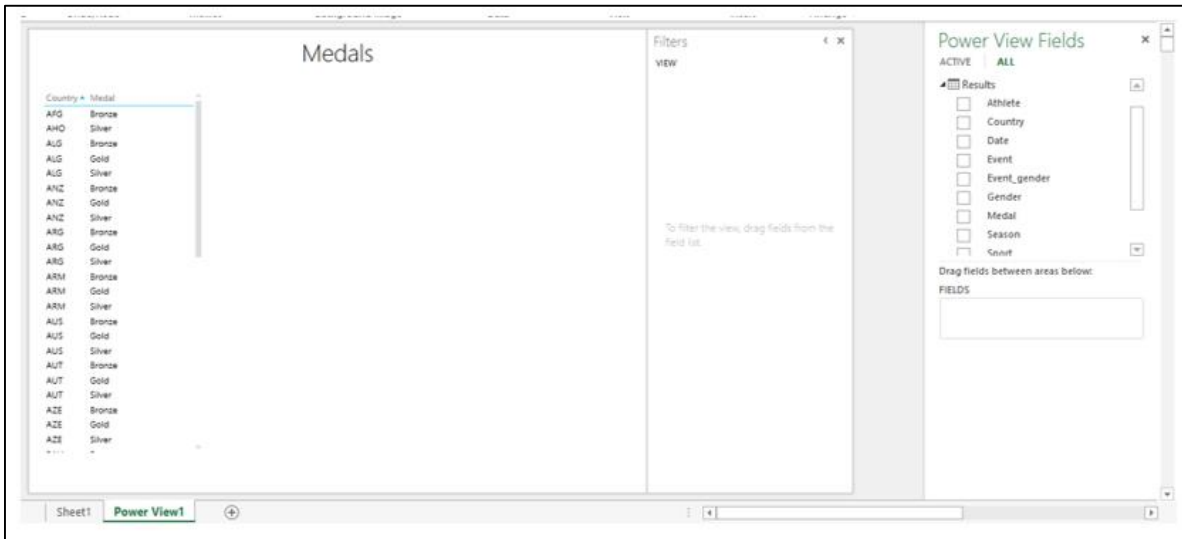 Medals
Country Medal
AFG Bronze
AHO Silver
ALG Bronze
ALG Gold
ALG Silver
ANZ Bronze
ANZ Gold
ANZ Silver
ARG Bronze
ARG Gold
ARG Silver
ARM Bronze
ARM Gold
ARM Silver
AUS Bronze
AUS Gold
AUS Silver
AUT Bronze
AUT Gold
AUT Silver
AZE Bronze
AZE Gold
AZE Silver
Filters
VIEW
To filter the view, drag fields from the
field list.
Power View Fields
ACTIVE ALL
Results
Athlete
Country
Date
Event
Event_gender
Gender
Medal
Season
Sport
Drag fields between areas below:
FIELDS
Sheet1 Power View1